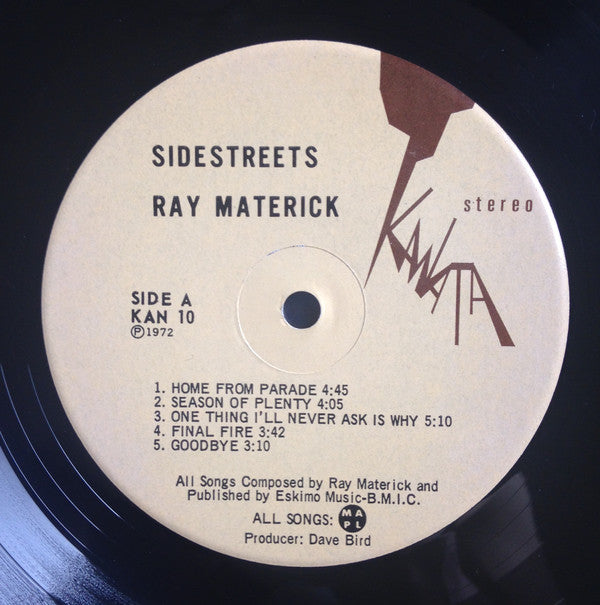 SIDESTREETS
RAY MATERICK
stereo
KANATA
SIDE A
KAN 10
Ⓟ1972
1. HOME FROM PARADE 4:45
2. SEASON OF PLENTY 4:05
3. ONE THING I'LL NEVER ASK IS WHY 5:10
4. FINAL FIRE 3:42
5. GOODBYE 3:10
All Songs Composed by Ray Materick and
Published by Eskimo Music-B.M.I.C.
ALL SONGS: MAPL
Producer: Dave Bird